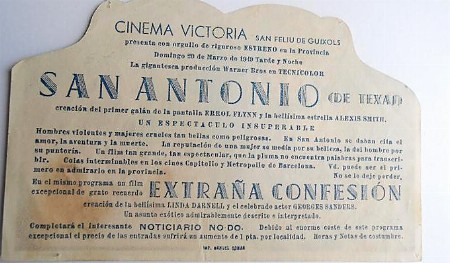 CINEMA VICTORIA SAN FELIU DE GUIXOLS
presenta con orgullo de riguroso ESTRENO en la Provincia
Domingo 20 de Marzo de 1949 Tarde y Noche
La gigantesca producción Warner Bros en TECNICOLOR
SAN ANTONIO (DE TEXAS)
creación del primer galán de la pantalla ERROL FLYNN y la bellísima estrella ALEXIS SMITH.
UN ESPECTACULO INSUPERABLE
Hombres violentos y mujeres crueles tan bellas como peligrosas. En San Antonio se daban cita el
amor, la aventura y la muerte. La reputación de una mujer se medía por su belleza, la del hombre por
su puntería. Un film tan grande, tan espectacular, que la pluma no encuentra palabras para transcri-
bir. Colas interminables en los cines Capitolio y Metropol de Barcelona. Vd. puede ser el pri-
mero en admirarlo en la provincia. No se lo deje perder,
En el mismo programa un film
excepcional de grato recuerdo EXTRAÑA CONFESIÓN
creación de la bellísima LINDA DARNELL y el celebrado actor GEORGES SANDERS.
Un asunto exótico admirablemente descrito e interpretado.
Completará el interesante NOTICIARIO NO-DO. Debido al enorme coste de este programa
excepcional el precio de las entradas sufrirá un aumento de 1 pta. por localidad. Horas y Notas de costumbre.
IMP.